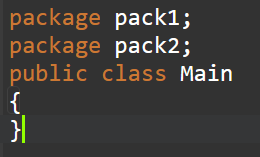 package pack1;
package pack2;
public class Main
{
}